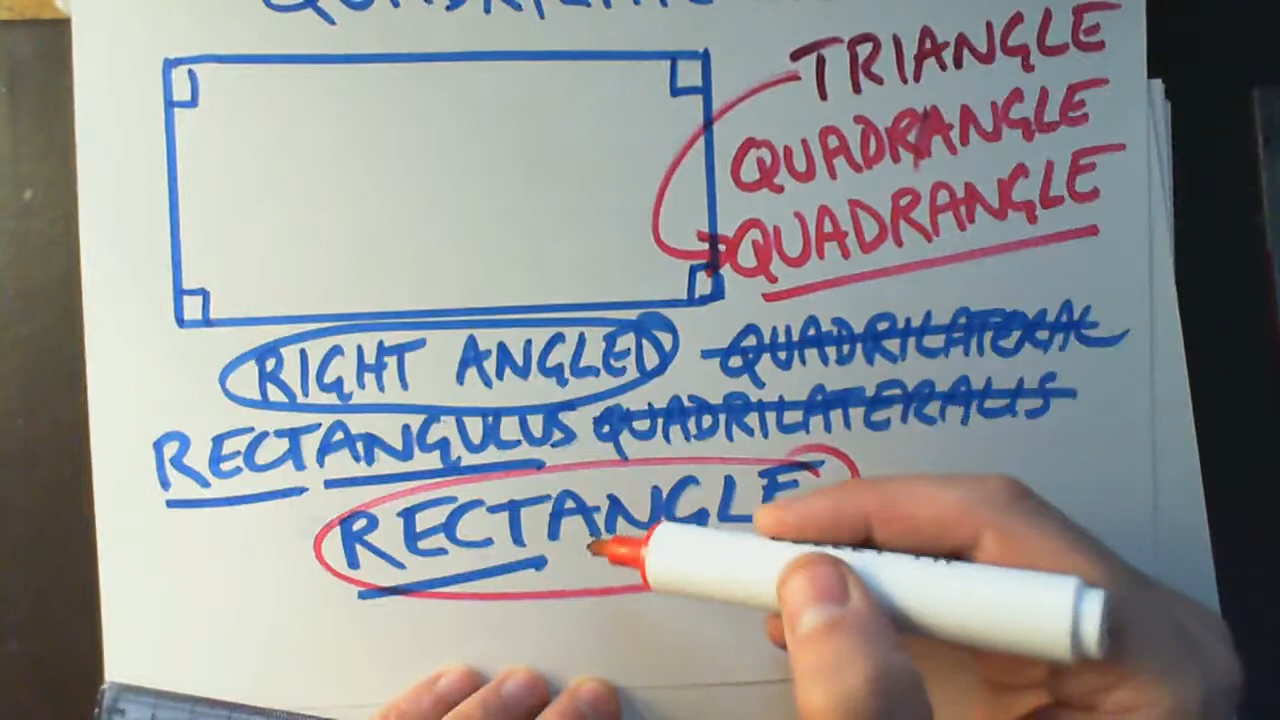 TRIANGLE
QUADRANGLE
QUADRANGLE
RIGHT ANGLED QUADRILATERAL
RECTANGULUS QUADRILATERALIS
RECTANGLE